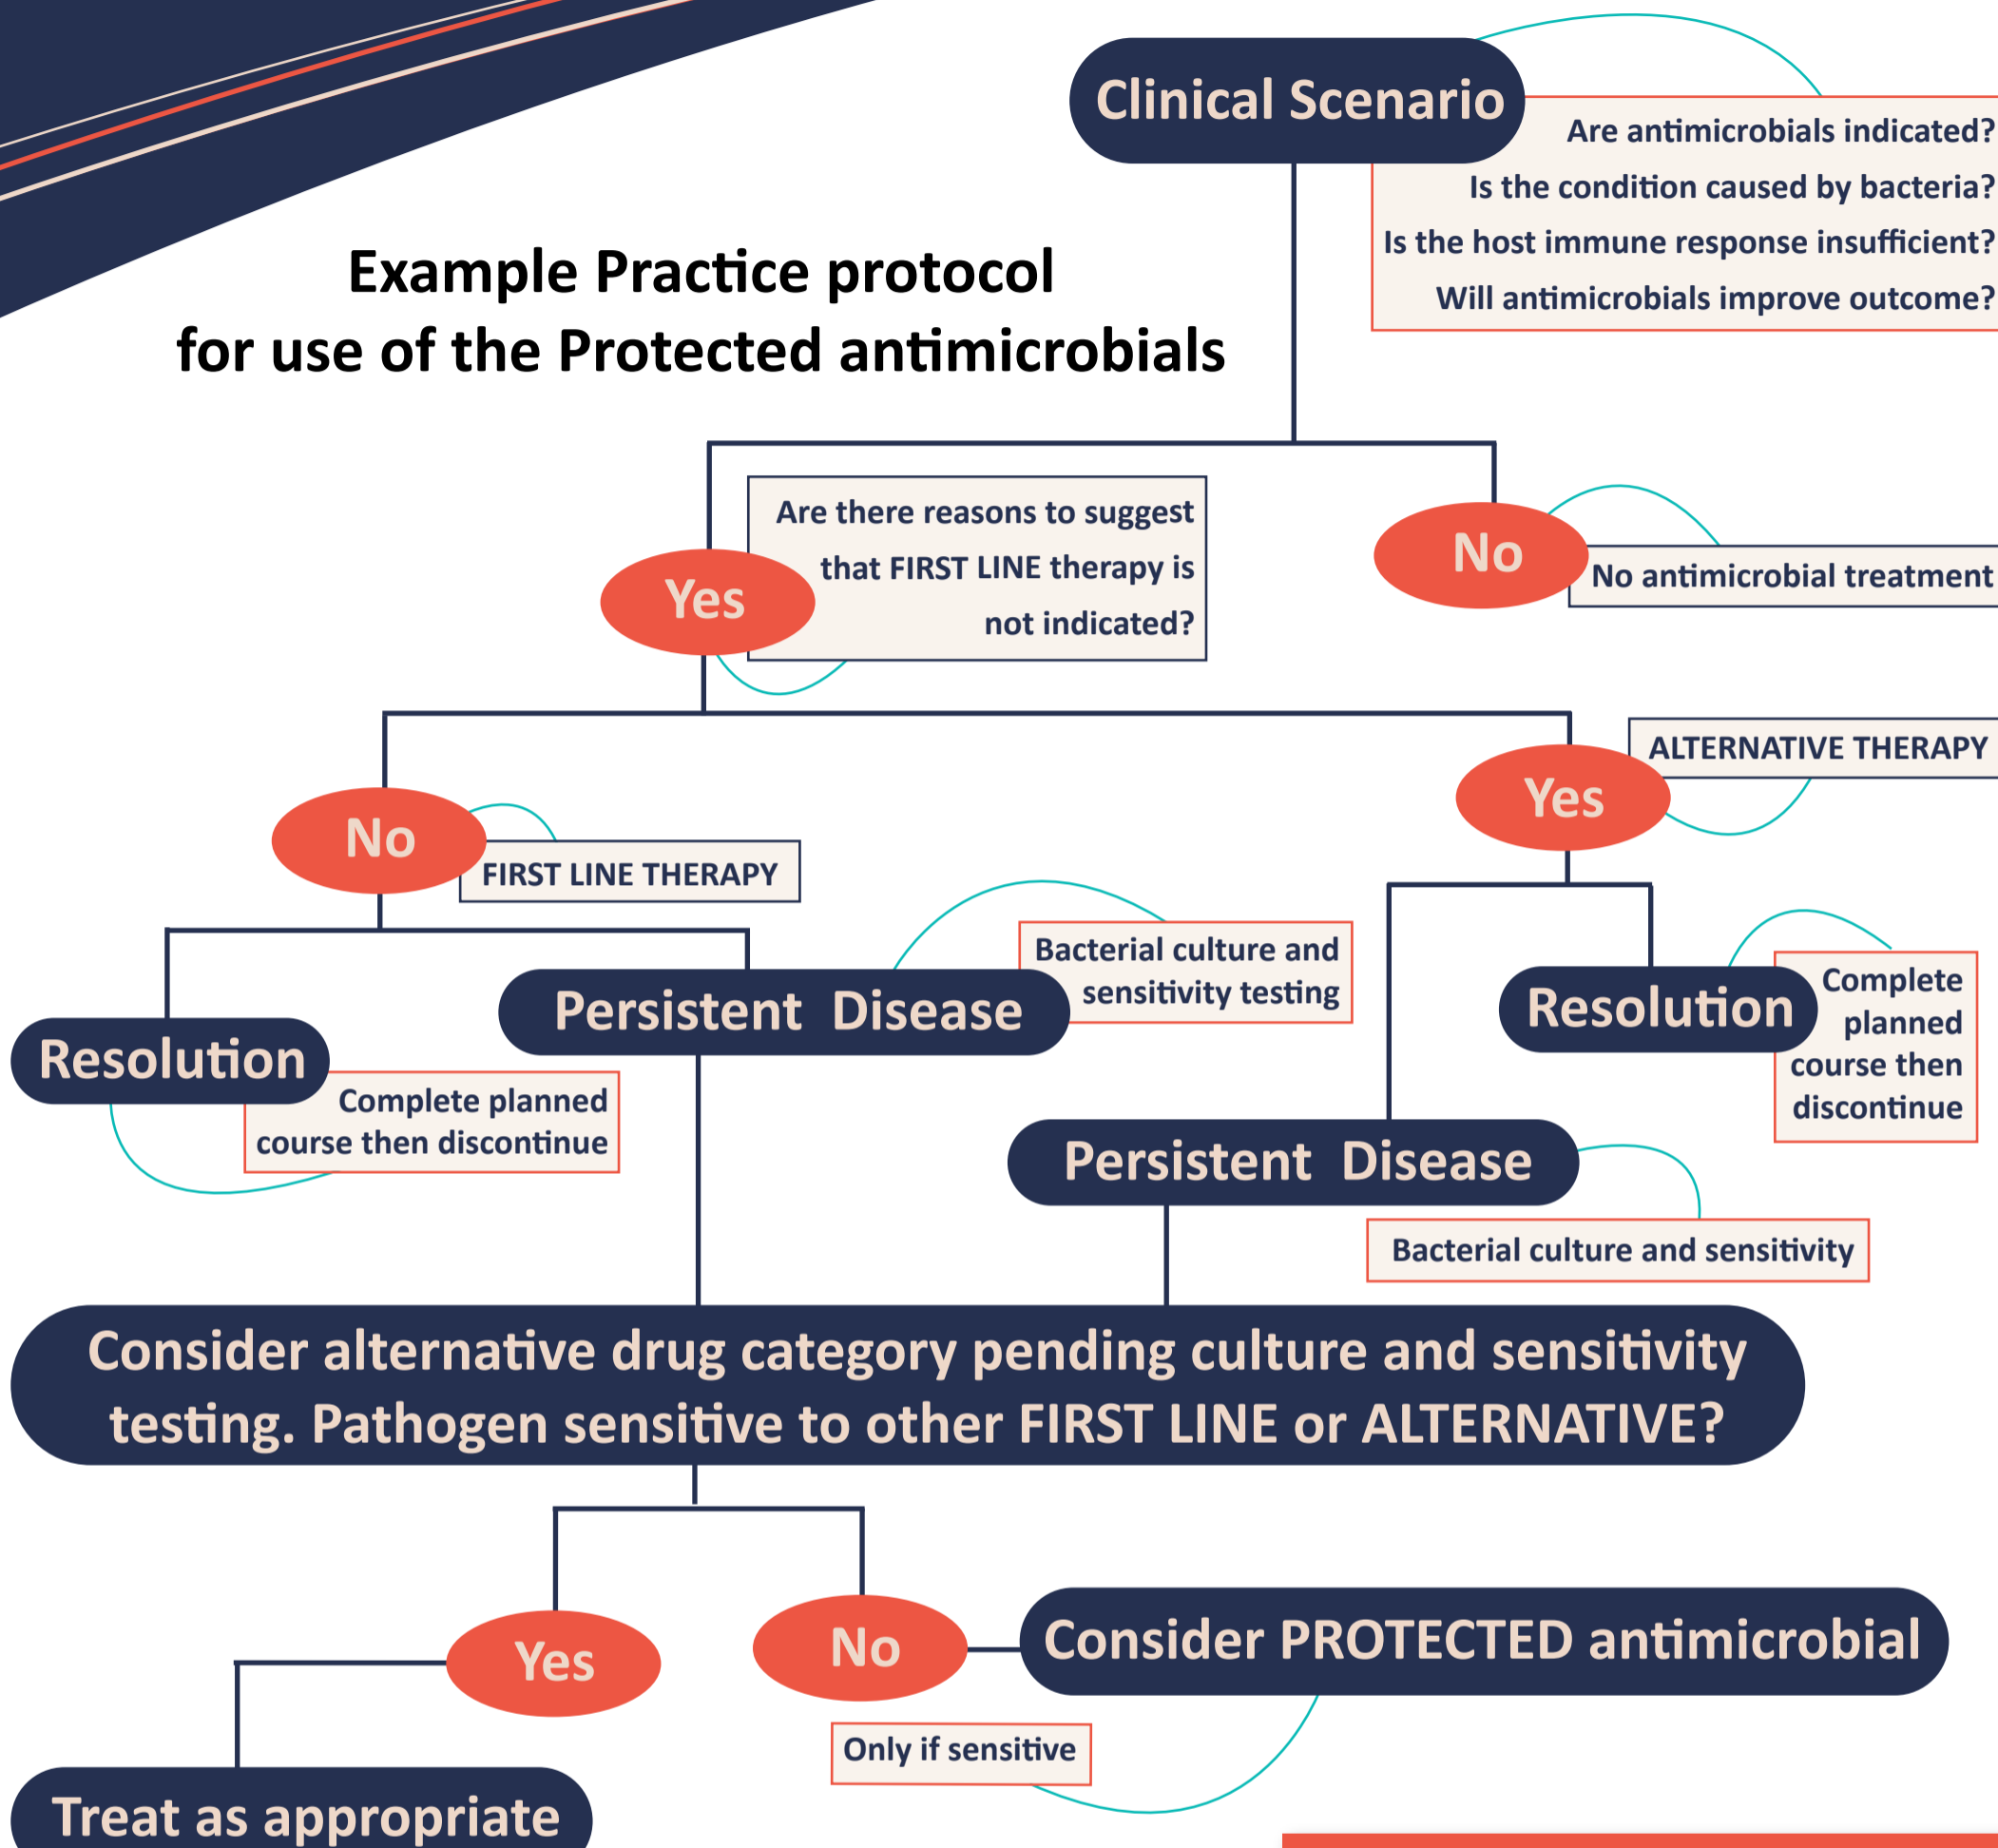 Clinical Scenario
Are antimicrobials indicated?
Is the condition caused by bacteria?
Is the host immune response insufficient?
Will antimicrobials improve outcome?
Example Practice protocol
for use of the Protected antimicrobials
Are there reasons to suggest
that FIRST LINE therapy is
not indicated?
Yes
No
No antimicrobial treatment
ALTERNATIVE THERAPY
Yes
No
FIRST LINE THERAPY
Bacterial culture and
sensitivity testing
Persistent Disease
Resolution
Complete
planned
course then
discontinue
Resolution
Complete planned
course then discontinue
Persistent Disease
Bacterial culture and sensitivity
Consider alternative drug category pending culture and sensitivity
testing. Pathogen sensitive to other FIRST LINE or ALTERNATIVE?
Yes
No
Consider PROTECTED antimicrobial
Only if sensitive
Treat as appropriate